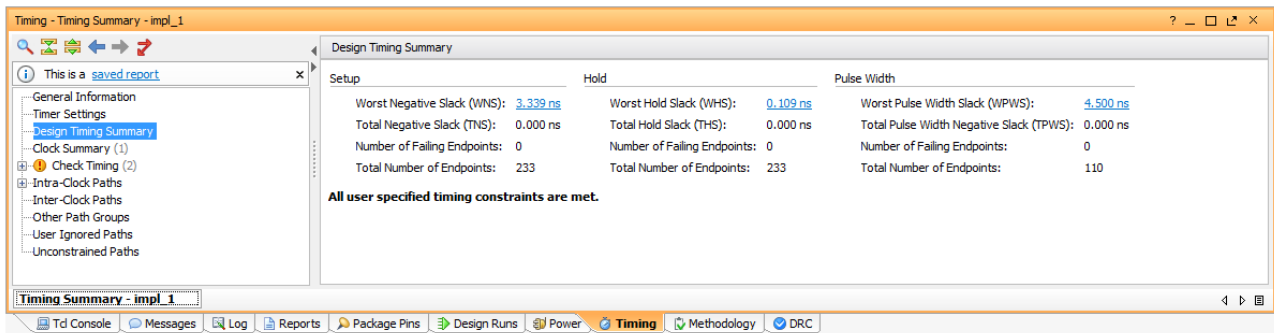 Timing - Timing Summary - impl_1
This is a saved report
General Information
Timer Settings
Design Timing Summary
Clock Summary (1)
Check Timing (2)
Intra-Clock Paths
Inter-Clock Paths
Other Path Groups
User Ignored Paths
Unconstrained Paths
Design Timing Summary
Setup Hold Pulse Width
Worst Negative Slack (WNS): 3.339 ns Worst Hold Slack (WHS): 0.109 ns Worst Pulse Width Slack (WPWS): 4.500 ns
Total Negative Slack (TNS): 0.000 ns Total Hold Slack (THS): 0.000 ns Total Pulse Width Negative Slack (TPWS): 0.000 ns
Number of Failing Endpoints: 0 Number of Failing Endpoints: 0 Number of Failing Endpoints: 0
Total Number of Endpoints: 233 Total Number of Endpoints: 233 Total Number of Endpoints: 110
All user specified timing constraints are met.
Timing Summary - impl_1
Tcl Console Messages Log Reports Package Pins Design Runs Power Timing Methodology DRC